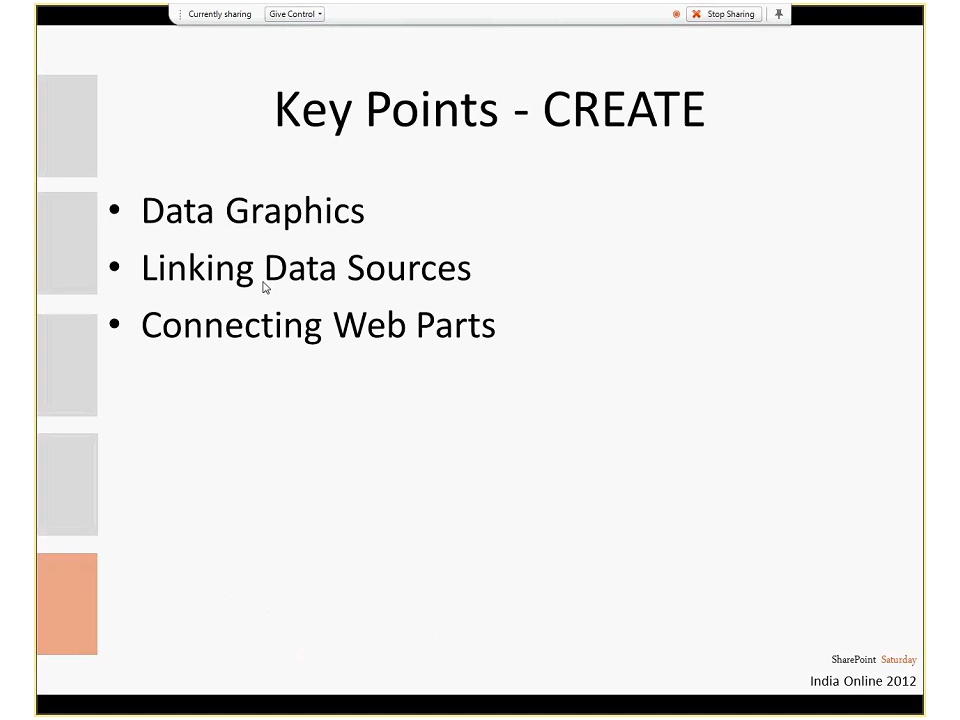 Currently sharing Give Control Stop Sharing
Key Points - CREATE
• Data Graphics
• Linking Data Sources
• Connecting Web Parts
SharePoint Saturday
India Online 2012